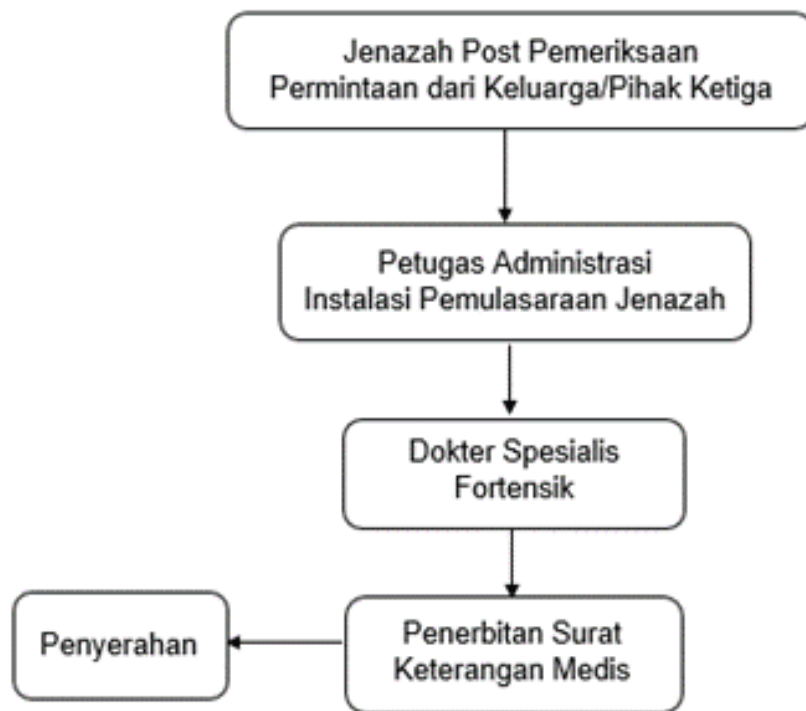 Jenazah Post Pemeriksaan
Permintaan dari Keluarga/Pihak Ketiga
Petugas Administrasi
Instalasi Pemulasaraan Jenazah
Dokter Spesialis
Fortensik
Penerbitan Surat
Keterangan Medis
Penyerahan